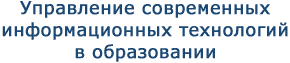 Управление современных
информационных технологий
в образовании